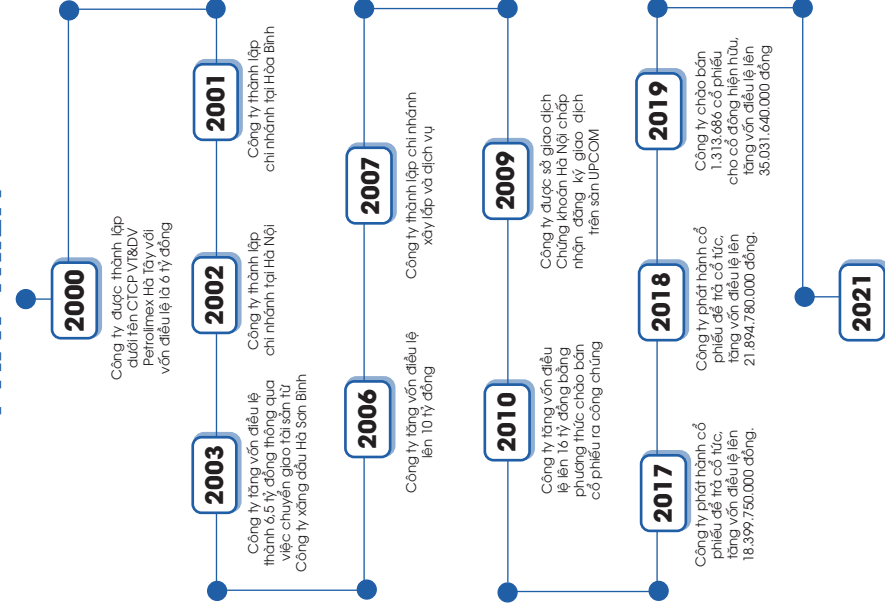 2000
Công ty được thành lập
dưới tên CTCP VT&DV
Petrolimex Hà Tây với
vốn điều lệ là 6 tỷ đồng
2001
Công ty thành lập
chi nhánh tại Hòa Bình
2002
Công ty thành lập
chi nhánh tại Hà Nội
2003
Công ty tăng vốn điều lệ
thành 6,5 tỷ đồng thông qua
việc chuyển giao tài sản từ
Công ty xăng dầu Hà Sơn Bình
2006
Công ty tăng vốn điều lệ
lên 10 tỷ đồng
2007
Công ty thành lập chi nhánh
xây lắp và dịch vụ
2009
Công ty được sở giao dịch
Chứng khoán Hà Nội chấp
nhận đăng ký giao dịch
trên sàn UPCOM
2010
Công ty tăng vốn điều
lệ lên 16 tỷ đồng bằng
phương thức chào bán
cổ phiếu ra công chúng
2017
Công ty phát hành cổ
phiếu để trả cổ tức,
tăng vốn điều lệ lên
18.399.750.000 đồng.
2018
Công ty phát hành cổ
phiếu để trả cổ tức,
tăng vốn điều lệ lên
21.894.780.000 đồng.
2019
Công ty chào bán
1.313.686 cổ phiếu
cho cổ đông hiện hữu,
tăng vốn điều lệ lên
35.031.640.000 đồng
2021